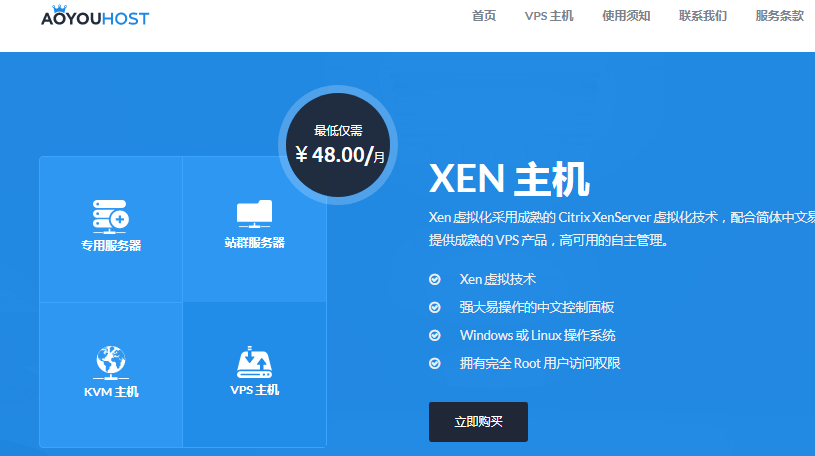 AOYOUHOST
首页 VPS 主机 使用须知 联系我们 服务条款
最低仅需
￥48.00/月
专用服务器
站群服务器
KVM 主机
VPS 主机
XEN 主机
Xen 虚拟化采用成熟的 Citrix XenServer 虚拟化技术，配合简体中文易
提供成熟的 VPS 产品，高可用的自主管理。
Xen 虚拟技术
强大易操作的中文控制面板
Windows 或 Linux 操作系统
拥有完全 Root 用户访问权限
立即购买